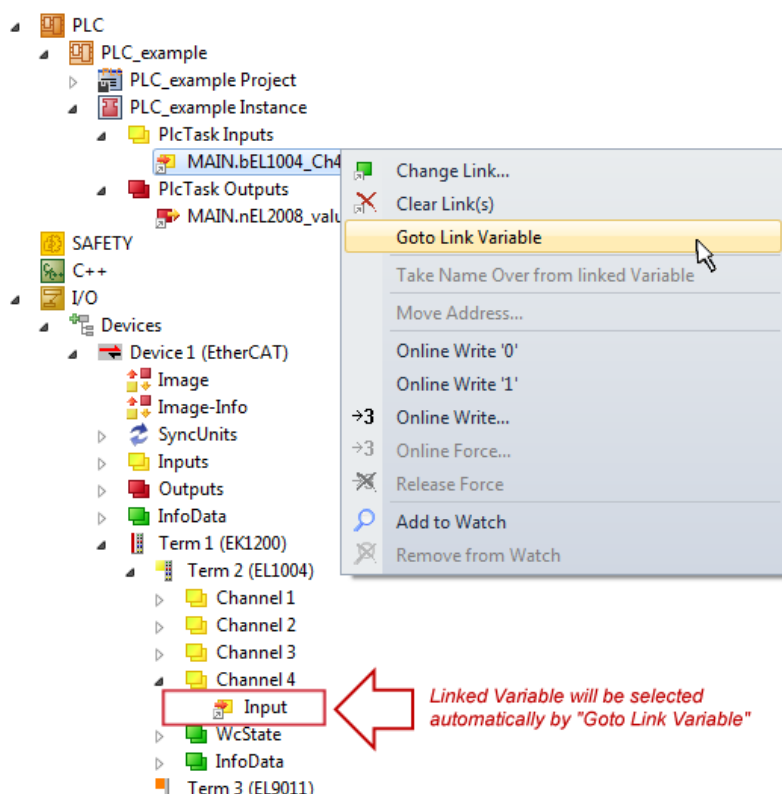 PLC
PLC_example
PLC_example Project
PLC_example Instance
PlcTask Inputs
MAIN.bEL1004_Ch4
PlcTask Outputs
MAIN.nEL2008_valu
SAFETY
C++
I/O
Devices
Device 1 (EtherCAT)
Image
Image-Info
SyncUnits
Inputs
Outputs
InfoData
Term 1 (EK1200)
Term 2 (EL1004)
Channel 1
Channel 2
Channel 3
Channel 4
Input
WcState
InfoData
Term 3 (EL9011)
Change Link...
Clear Link(s)
Goto Link Variable
Take Name Over from linked Variable
Move Address...
Online Write '0'
Online Write '1'
→3 Online Write...
→3 Online Force...
Release Force
Add to Watch
Remove from Watch
Linked Variable will be selected
automatically by "Goto Link Variable"